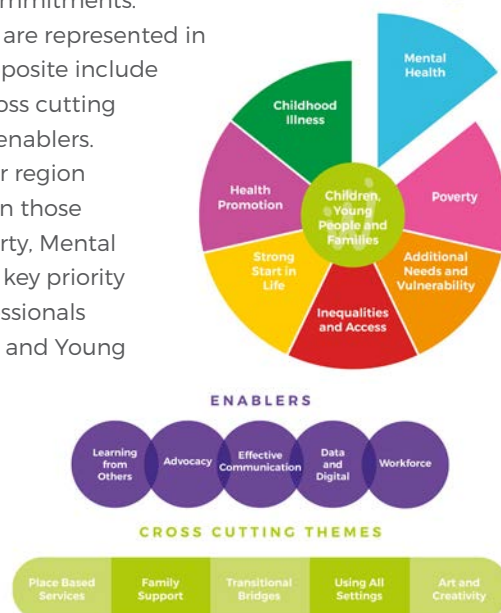 ommitments.
are represented in
posite include
oss cutting
enablers.
r region
n those
rty, Mental
key priority
essionals
and Young
Mental
Health
Childhood
Illness
Health
Promotion
Children,
Young
People and
Families
Poverty
Strong
Start in
Life
Additional
Needs and
Vulnerability
Inequalities
and Access
ENABLERS
Learning
from
Others
Advocacy
Effective
Communication
Data
and
Digital
Workforce
CROSS CUTTING THEMES
Place Based
Services
Family
Support
Transitional
Bridges
Using All
Settings
Art and
Creativity